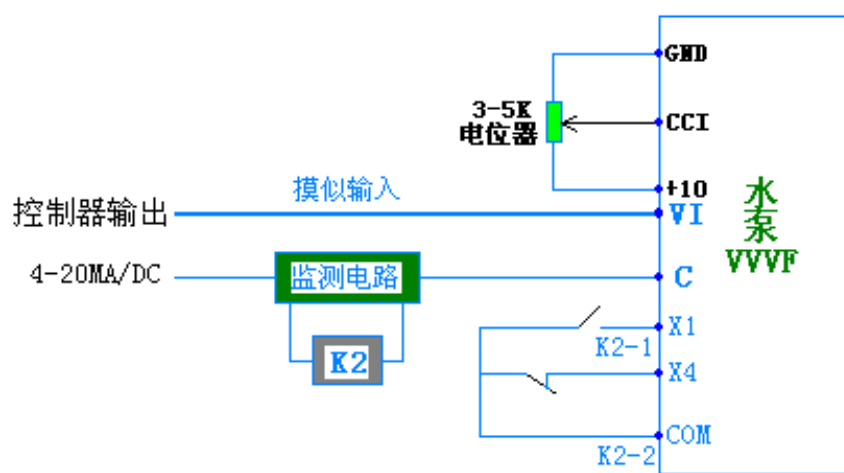 GND
3-5K
电位器
CCI
+10
摸似输入
控制器输出
VI
水泵
VVVF
4-20MA/DC
监测电路
C
K2
X1
K2-1
X4
COM
K2-2